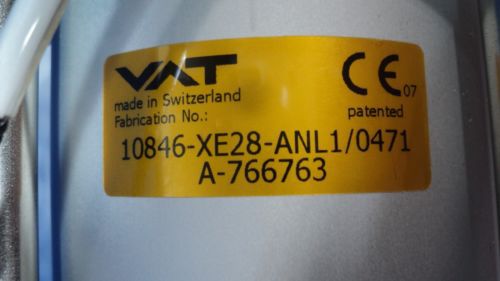 VAT
CE 07
made in Switzerland
Fabrication No.:
patented
10846-XE28-ANL1/0471
A-766763